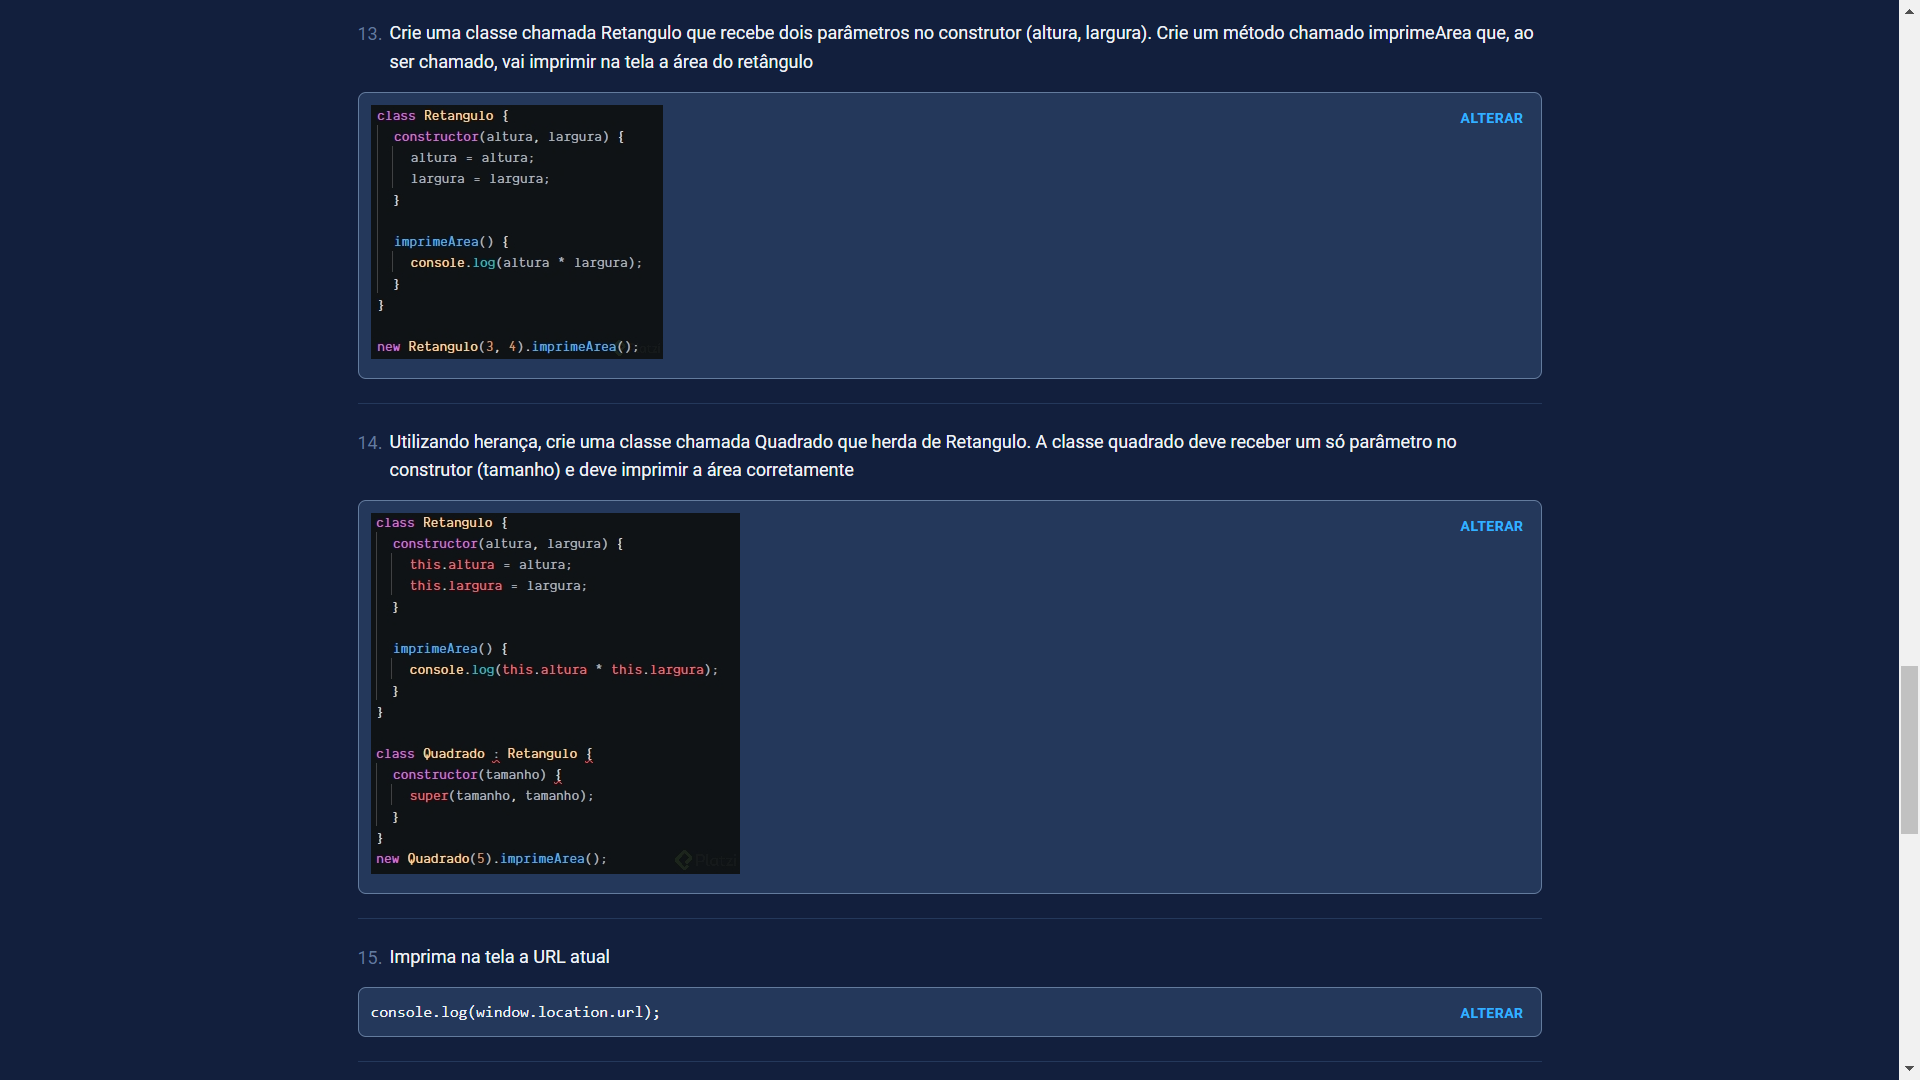 13. Crie uma classe chamada Retangulo que recebe dois parâmetros no construtor (altura, largura). Crie um método chamado imprimeArea que, ao
ser chamado, vai imprimir na tela a área do retângulo
ALTERAR
class Retangulo {
constructor(altura, largura) {
altura = altura;
largura = largura;
}
imprimeArea() {
console.log(altura * largura);
}
}
new Retangulo(3, 4).imprimeArea();
14. Utilizando herança, crie uma classe chamada Quadrado que herda de Retangulo. A classe quadrado deve receber um só parâmetro no
construtor (tamanho) e deve imprimir a área corretamente
ALTERAR
class Retangulo {
constructor(altura, largura) {
this.altura = altura;
this.largura = largura;
}
imprimeArea() {
console.log(this.altura * this.largura);
}
}
class Quadrado : Retangulo {
constructor(tamanho) {
super(tamanho, tamanho);
}
}
new Quadrado(5).imprimeArea();
Platzi
15. Imprima na tela a URL atual
console.log(window.location.url);
ALTERAR